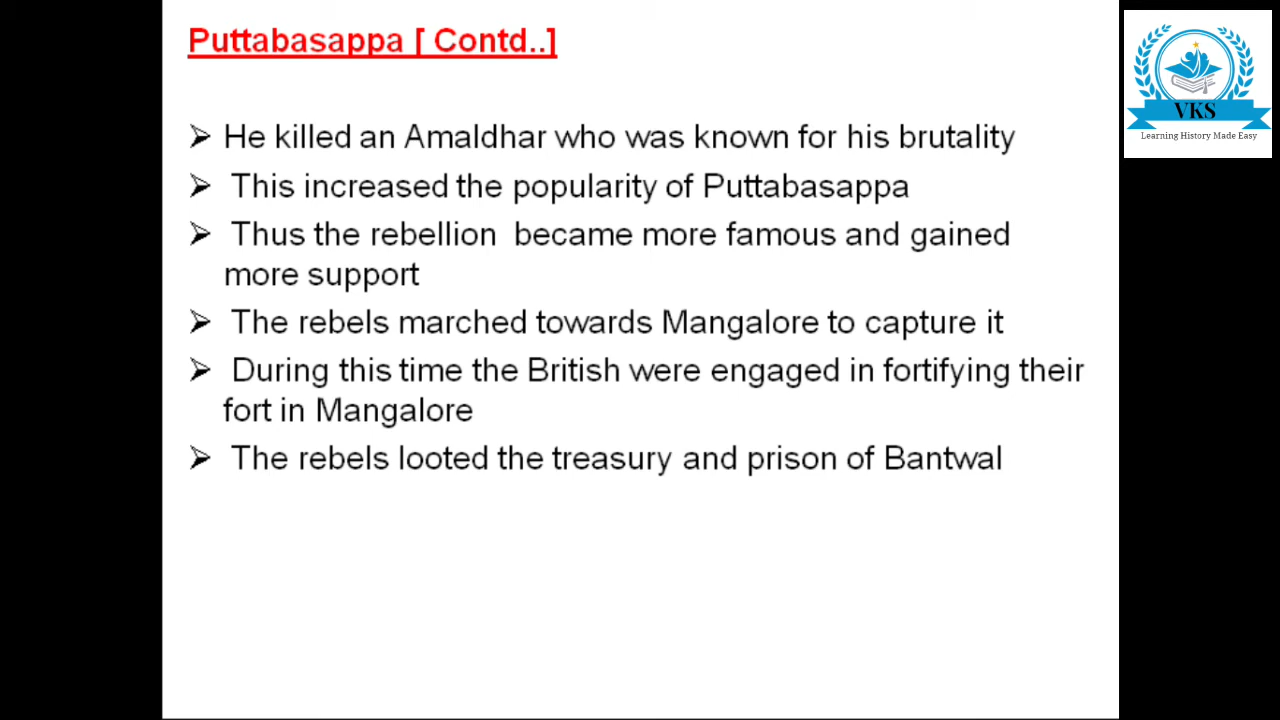 Puttabasappa [ Contd..]
VKS
Learning History Made Easy
➢ He killed an Amaldhar who was known for his brutality
➢ This increased the popularity of Puttabasappa
➢ Thus the rebellion became more famous and gained
more support
➢ The rebels marched towards Mangalore to capture it
➢ During this time the British were engaged in fortifying their
fort in Mangalore
➢ The rebels looted the treasury and prison of Bantwal